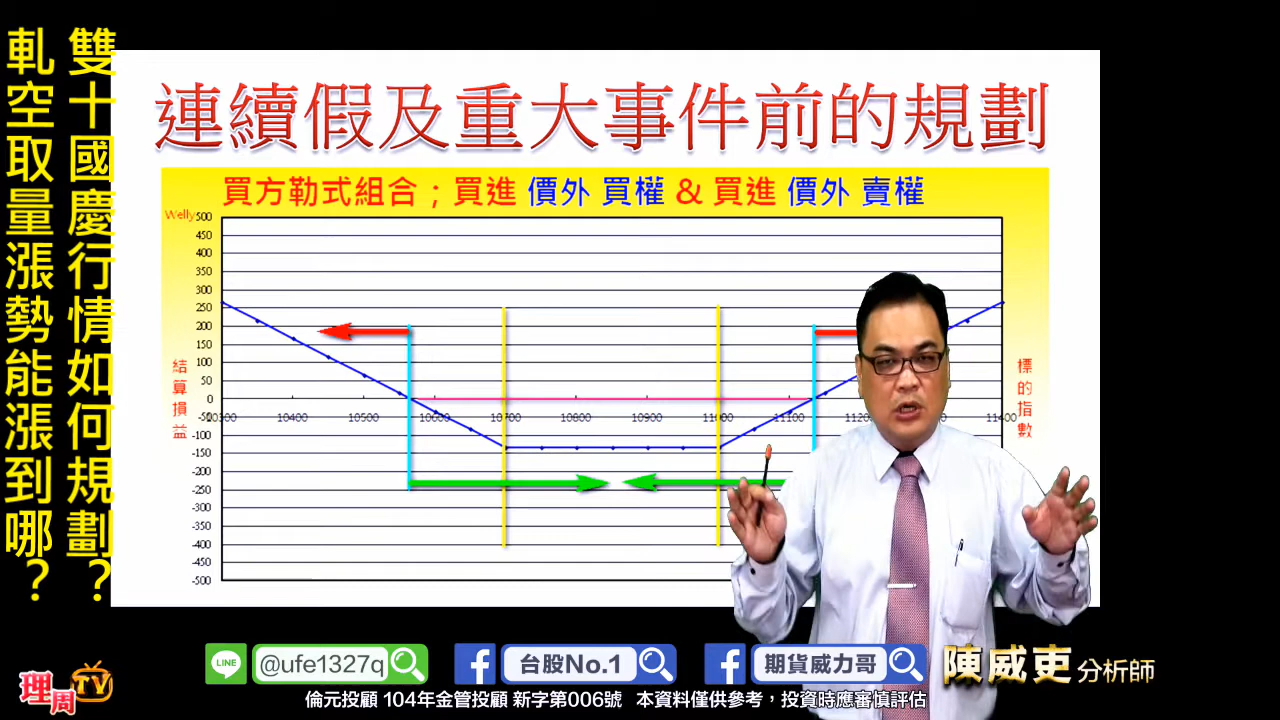 雙十國慶行情如何規劃？
軋空取量漲勢能漲到哪？
連續假及重大事件前的規劃
買方勒式組合；買進 價外 買權 & 買進 價外 賣權
Welly
500
450
400
350
300
250
200
150
100
50
0
-50
-100
-150
-200
-250
-300
-350
-400
-450
-500
10400
10500
10600
10700
10800
10900
11000
11100
11400
結算損益
標的指數
LINE
@ufe1327q
台股No.1
期貨威力哥
陳威吏 分析師
理周TV
倫元投顧 104年金管投顧 新字第006號 本資料僅供參考，投資時應審慎評估